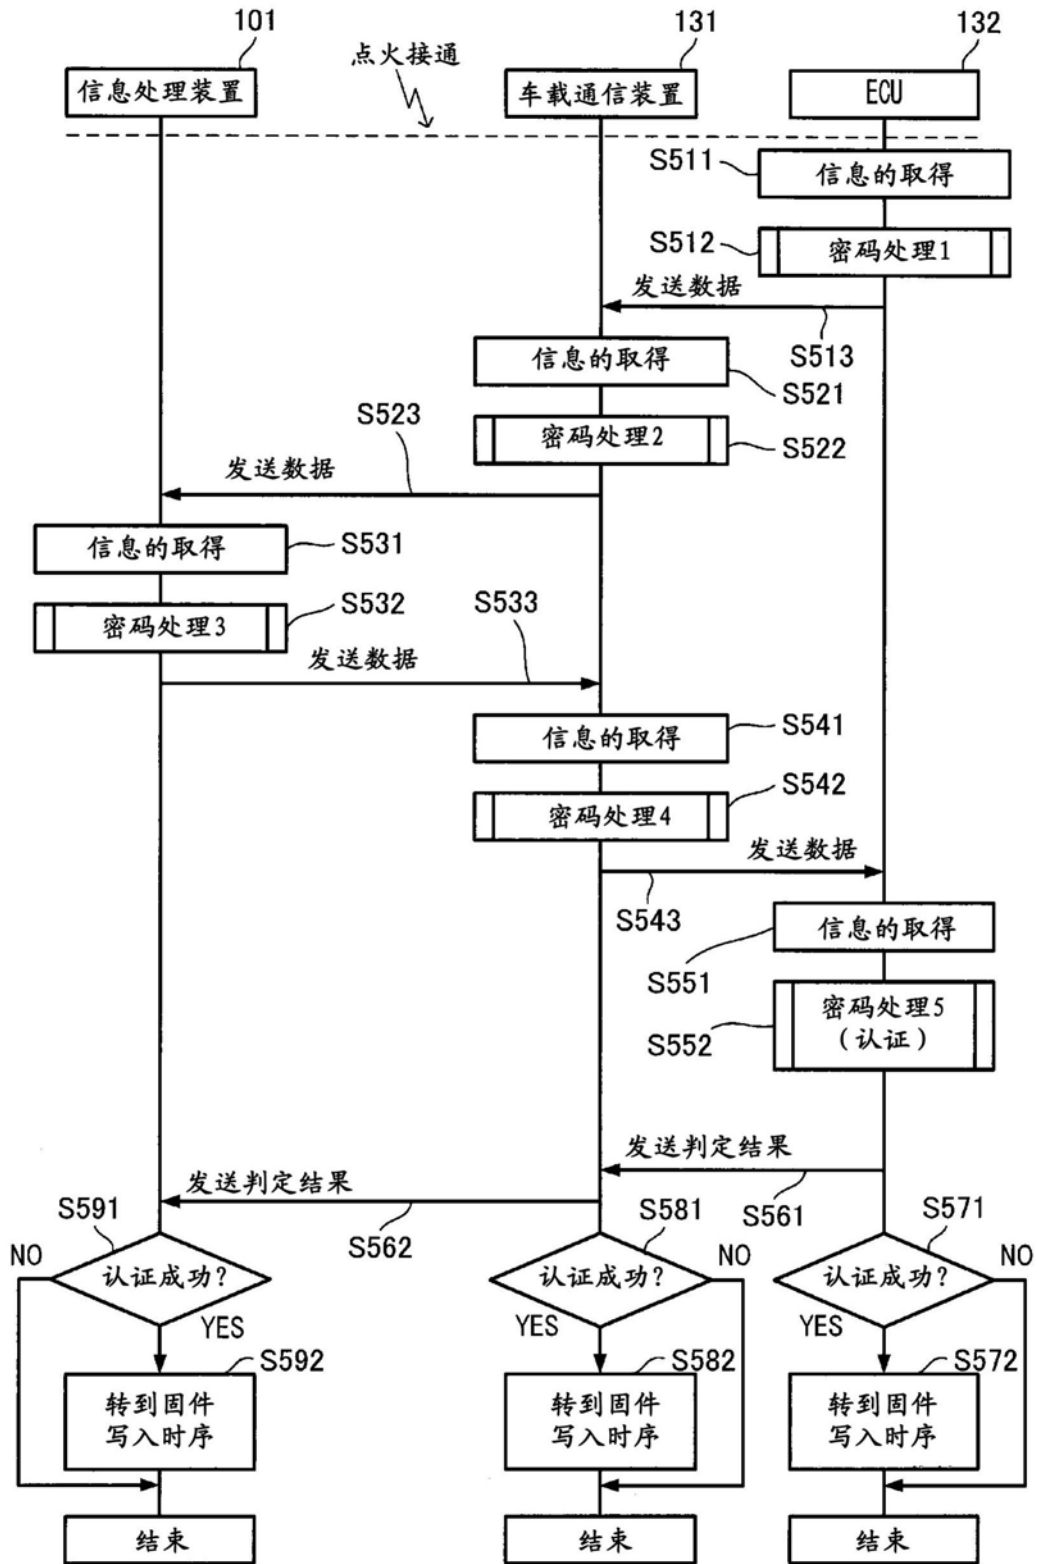 101
131
132
点火接通
信息处理装置
车载通信装置
ECU
S511
信息的取得
S512
密码处理1
发送数据
S513
信息的取得
S521
S523
密码处理2
S522
发送数据
信息的取得
S531
密码处理3
S532
S533
发送数据
信息的取得
S541
密码处理4
S542
发送数据
S543
信息的取得
S551
密码处理5
(认证)
S552
发送判定结果
发送判定结果
S591
S562
S581
S561
S571
NO
认证成功?
认证成功?
NO
认证成功?
NO
YES
YES
YES
S592
S582
S572
转到固件
写入时序
转到固件
写入时序
转到固件
写入时序
结束
结束
结束